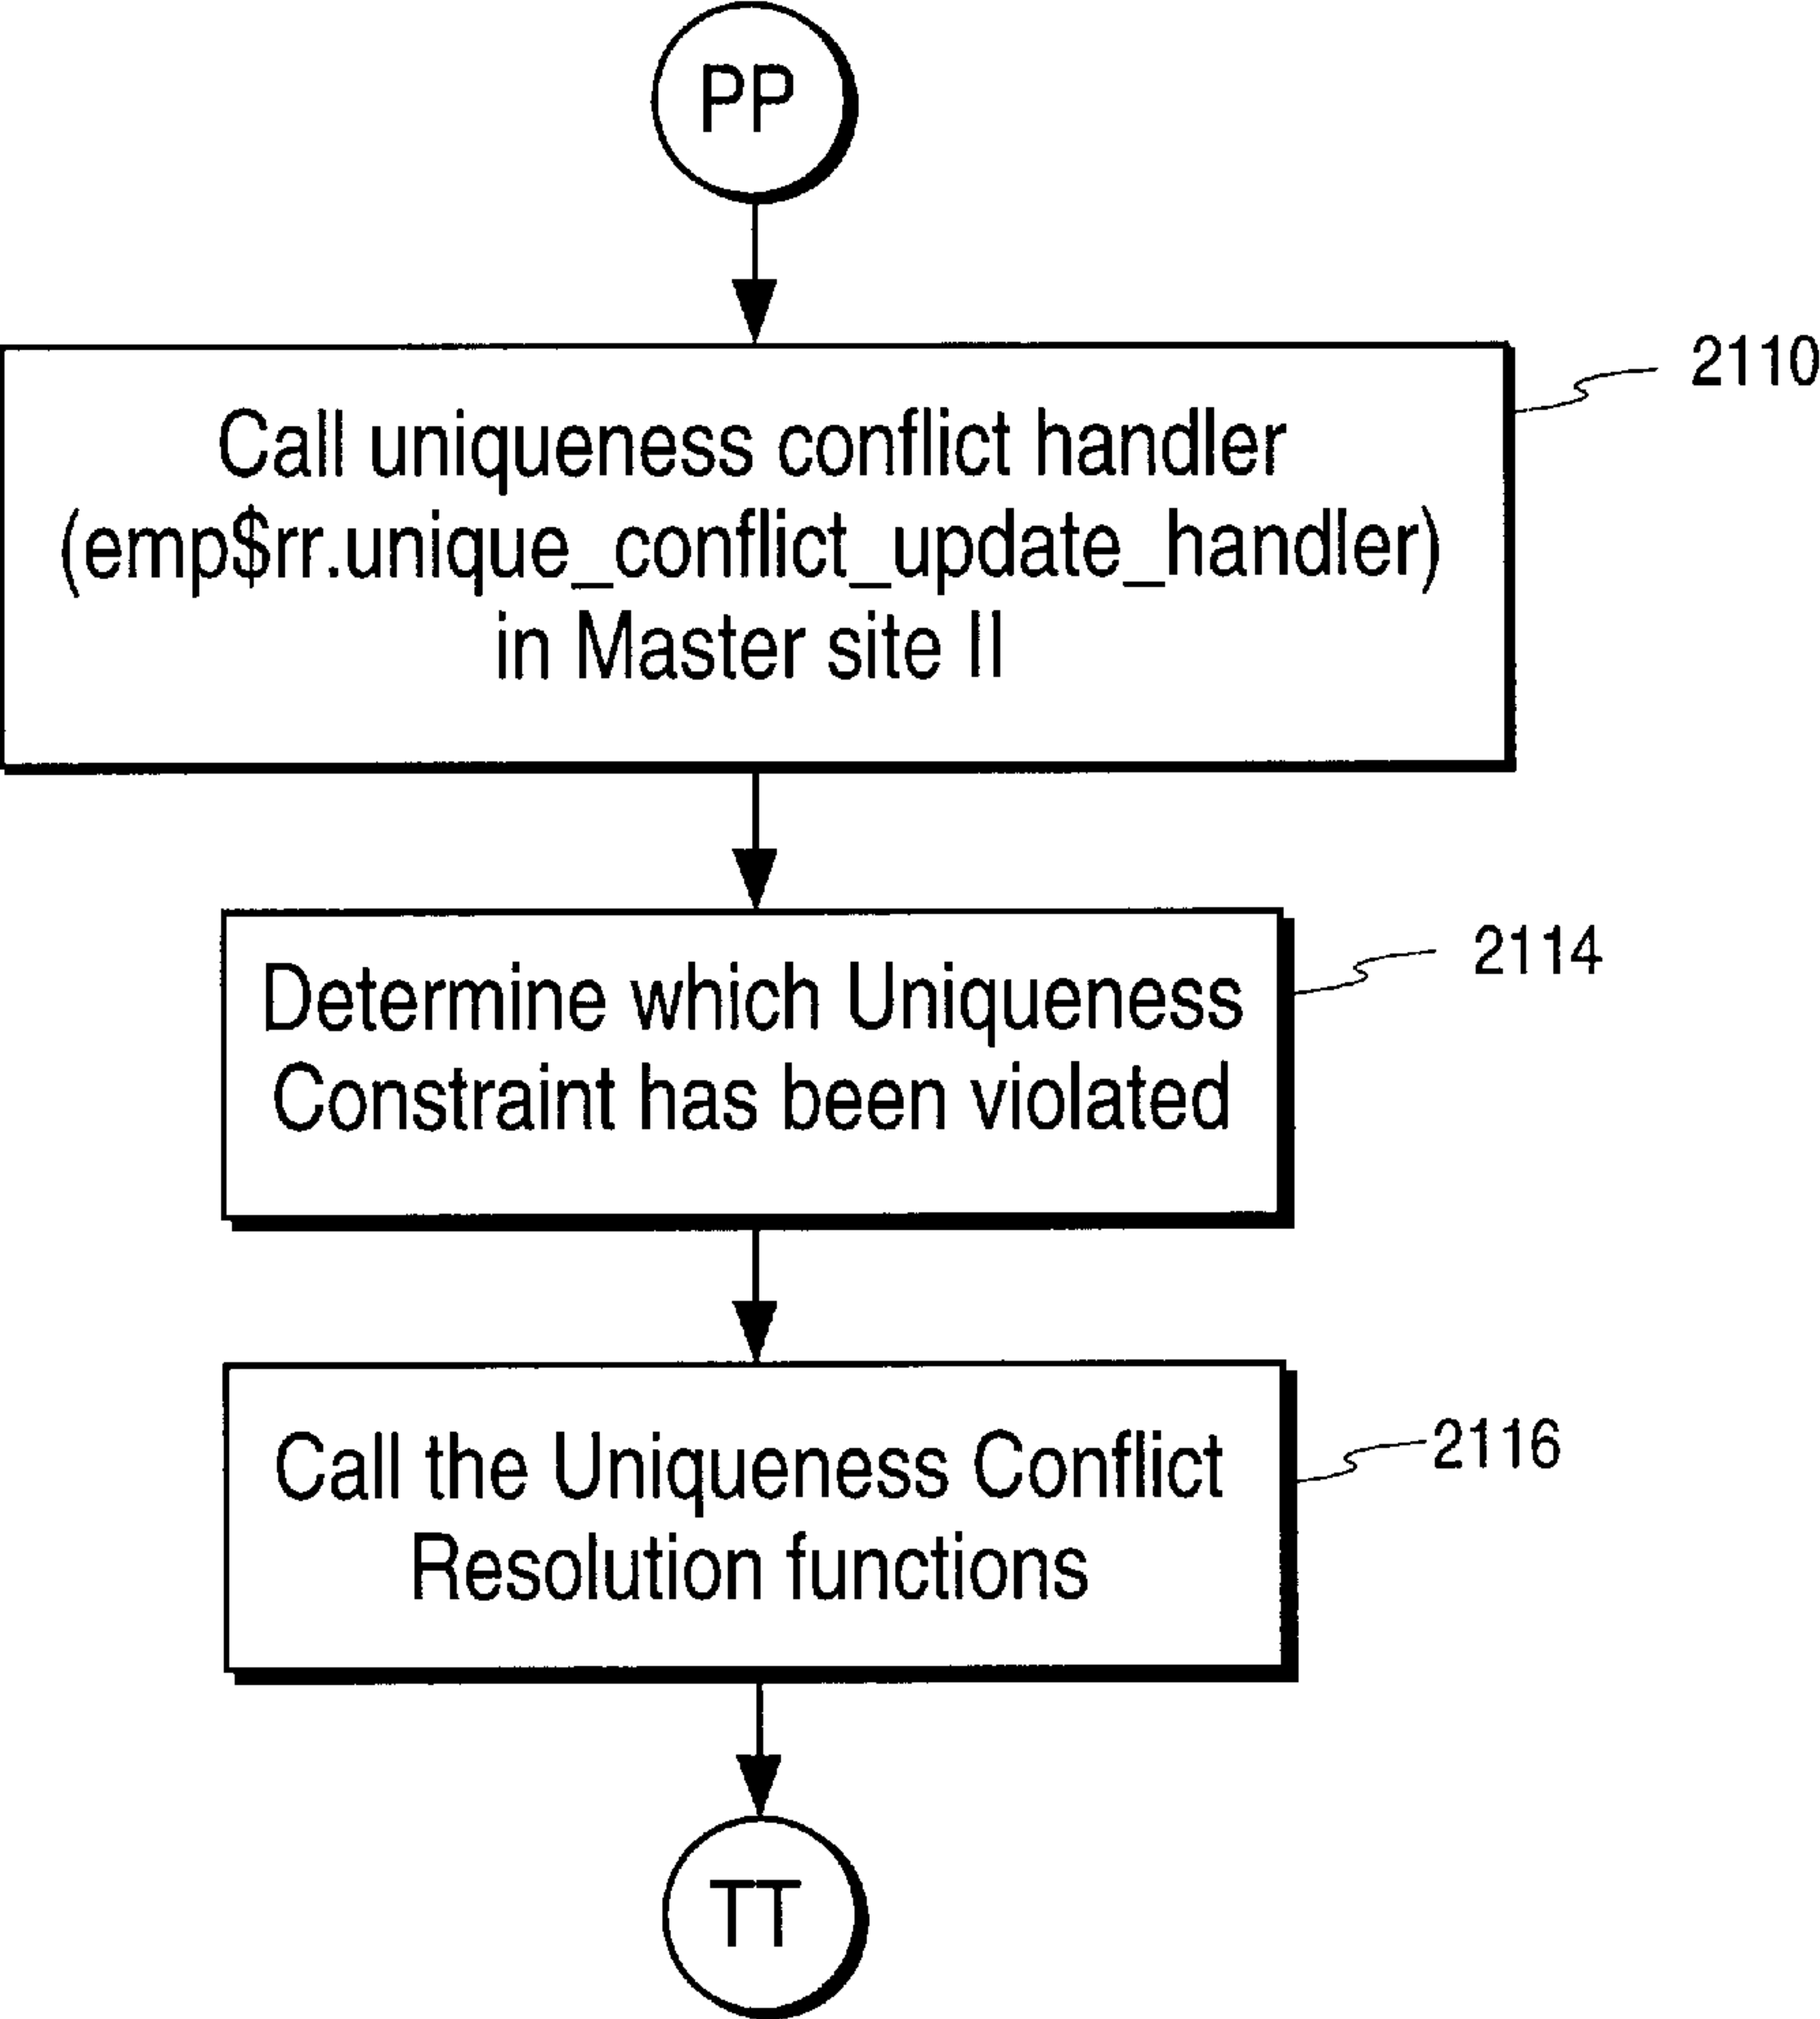 PP
2110
Call uniqueness conflict handler
(emp$rr.unique_conflict_update_handler)
in Master site II
2114
Determine which Uniqueness
Constraint has been violated
2116
Call the Uniqueness Conflict
Resolution functions
TT